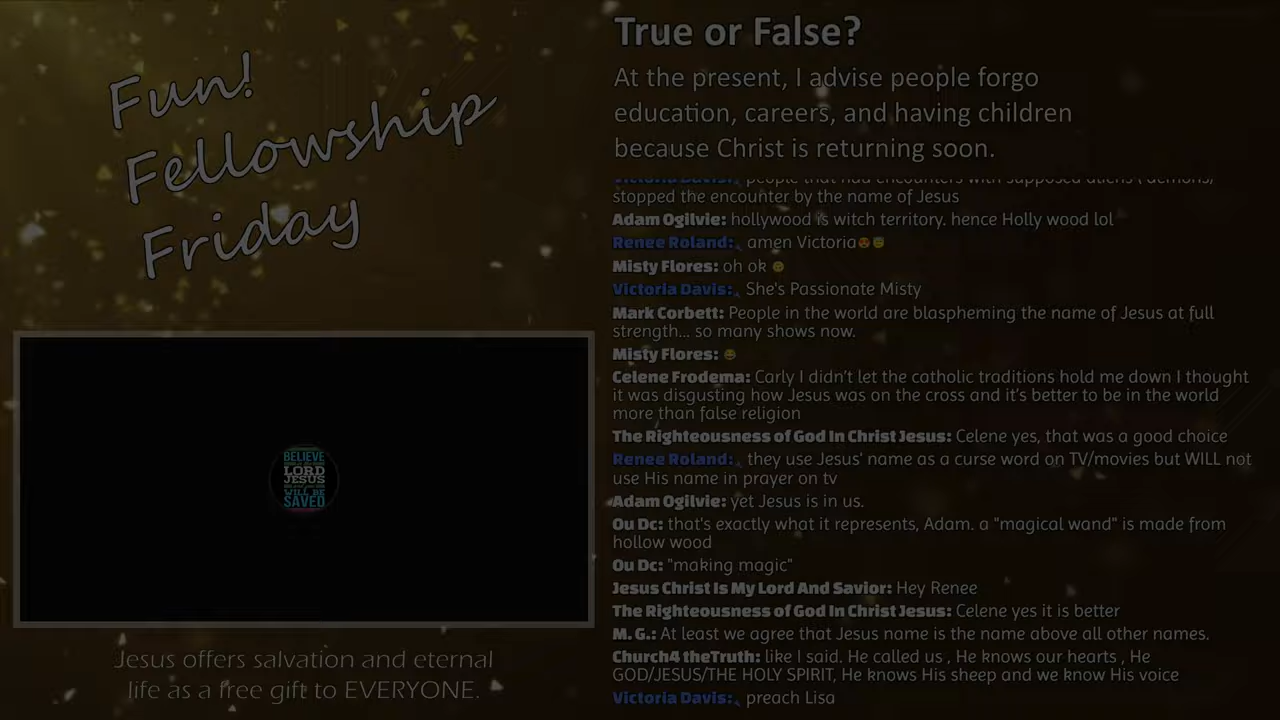 Fun!
Fellowship
Friday
BELIEVE
LORD
JESUS
WILL BE
SAVED
Jesus offers salvation and eternal
life as a free gift to EVERYONE.
True or False?
At the present, I advise people forgo
education, careers, and having children
because Christ is returning soon.
Victoria Davis: people that had encounters with supposed aliens ( demons)
stopped the encounter by the name of Jesus
Adam Ogilvie: hollywood is witch territory. hence Holly wood lol
Renee Roland: amen Victoria😍😇
Misty Flores: oh ok 🙃
Victoria Davis: She's Passionate Misty
Mark Corbett: People in the world are blaspheming the name of Jesus at full
strength... so many shows now.
Misty Flores: 😄
Celene Frodema: Carly I didn't let the catholic traditions hold me down I thought
it was disgusting how Jesus was on the cross and it's better to be in the world
more than false religion
The Righteousness of God In Christ Jesus: Celene yes, that was a good choice
Renee Roland: they use Jesus' name as a curse word on TV/movies but WILL not
use His name in prayer on tv
Adam Ogilvie: yet Jesus is in us.
Ou Dc: that's exactly what it represents, Adam. a "magical wand" is made from
hollow wood
Ou Dc: "making magic"
Jesus Christ Is My Lord And Savior: Hey Renee
The Righteousness of God In Christ Jesus: Celene yes it is better
M. G.: At least we agree that Jesus name is the name above all other names.
Church4 theTruth: like I said. He called us , He knows our hearts , He
GOD/JESUS/THE HOLY SPIRIT, He knows His sheep and we know His voice
Victoria Davis: preach Lisa